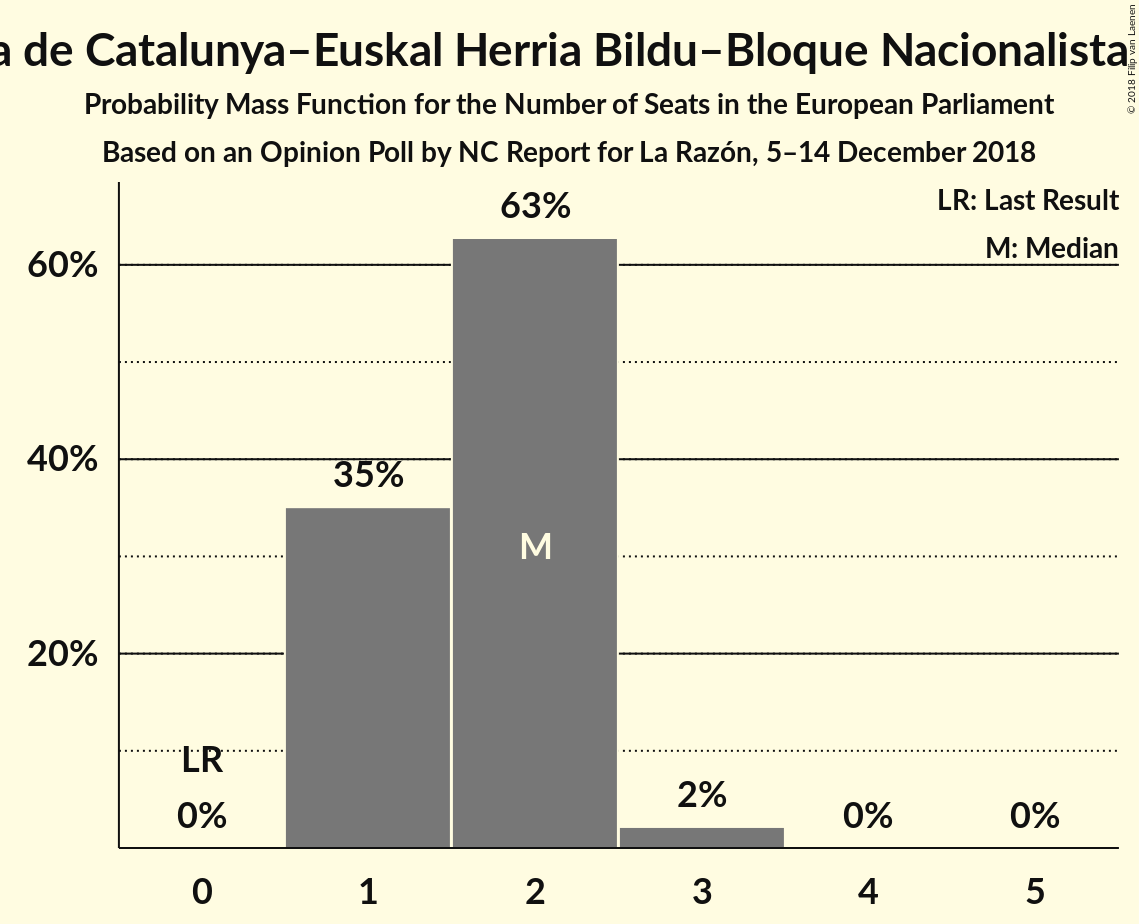 a de Catalunya–Euskal Herria Bildu–Bloque Nacionalista
Probability Mass Function for the Number of Seats in the European Parliament
Based on an Opinion Poll by NC Report for La Razón, 5–14 December 2018
© 2018 Filip van Laenen
LR: Last Result
M: Median
63%
60%
40%
35%
M
20%
LR
0%
2%
0%
0%
0
1
2
3
4
5